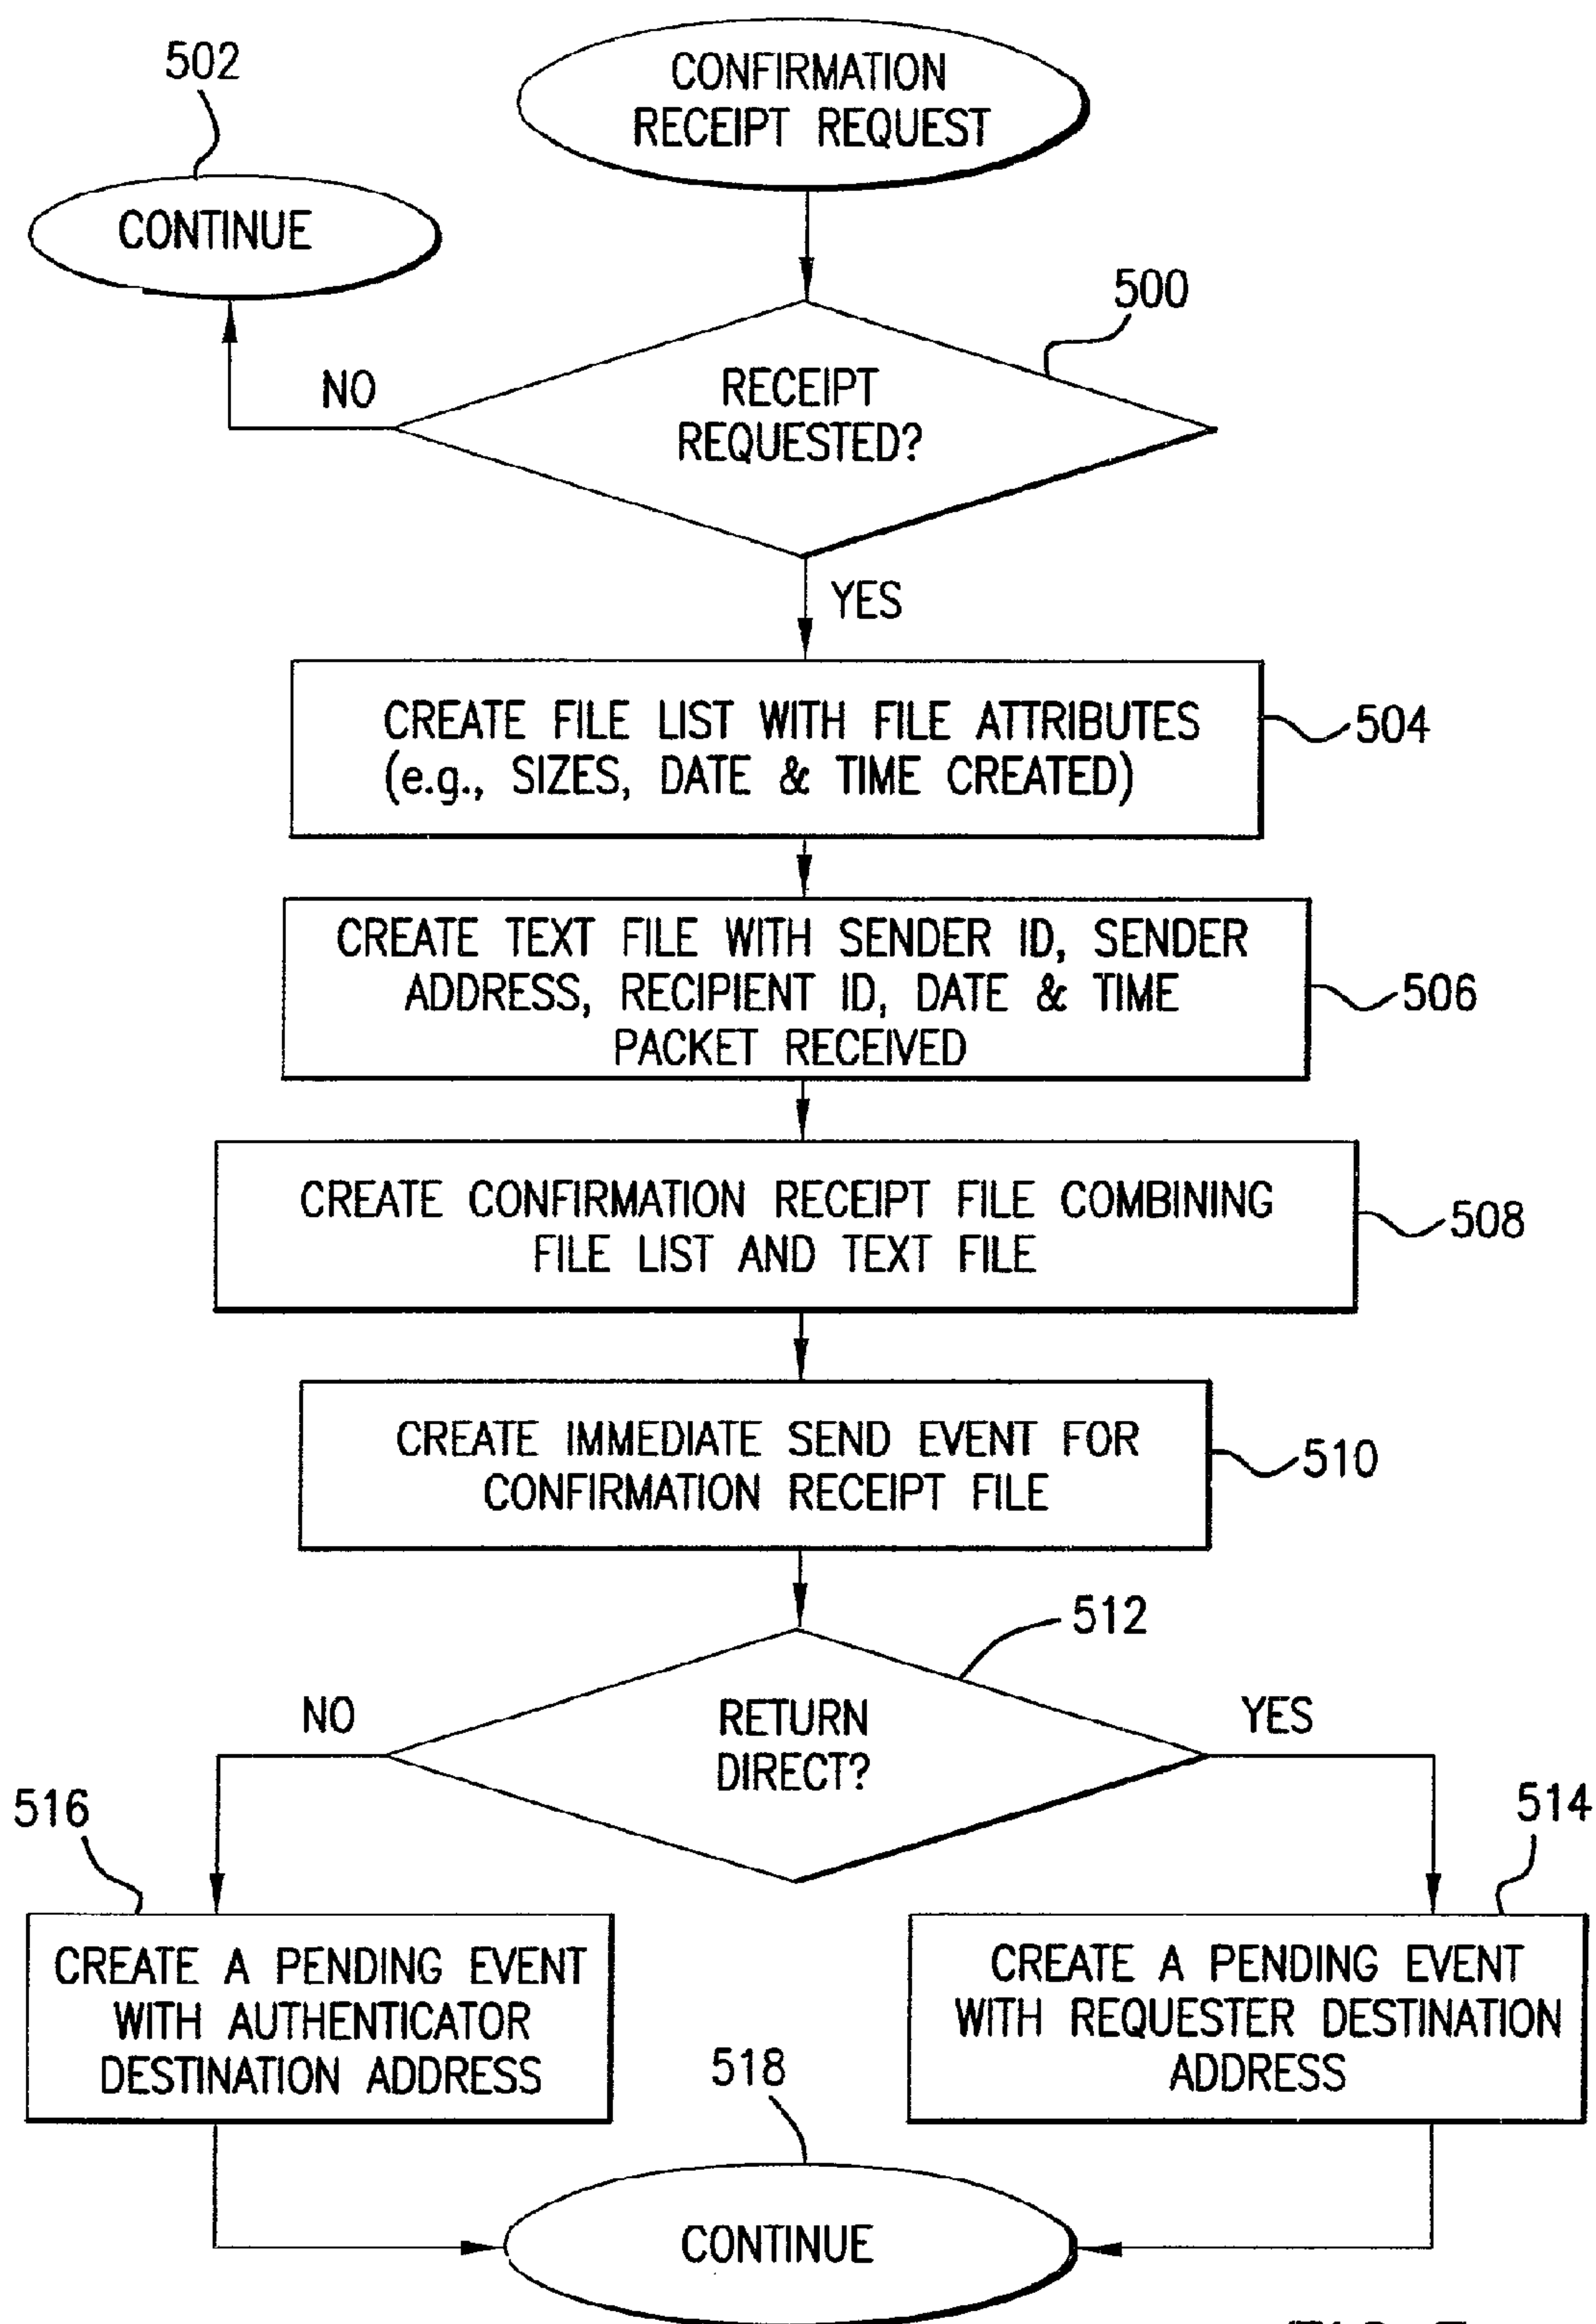 502
CONFIRMATION
RECEIPT REQUEST
CONTINUE
500
NO
RECEIPT
REQUESTED?
YES
CREATE FILE LIST WITH FILE ATTRIBUTES
(e.g., SIZES, DATE & TIME CREATED)
504
CREATE TEXT FILE WITH SENDER ID, SENDER
ADDRESS, RECIPIENT ID, DATE & TIME
PACKET RECEIVED
506
CREATE CONFIRMATION RECEIPT FILE COMBINING
FILE LIST AND TEXT FILE
508
CREATE IMMEDIATE SEND EVENT FOR
CONFIRMATION RECEIPT FILE
510
512
NO
RETURN
DIRECT?
YES
516
514
CREATE A PENDING EVENT
WITH AUTHENTICATOR
DESTINATION ADDRESS
CREATE A PENDING EVENT
WITH REQUESTER DESTINATION
ADDRESS
518
CONTINUE